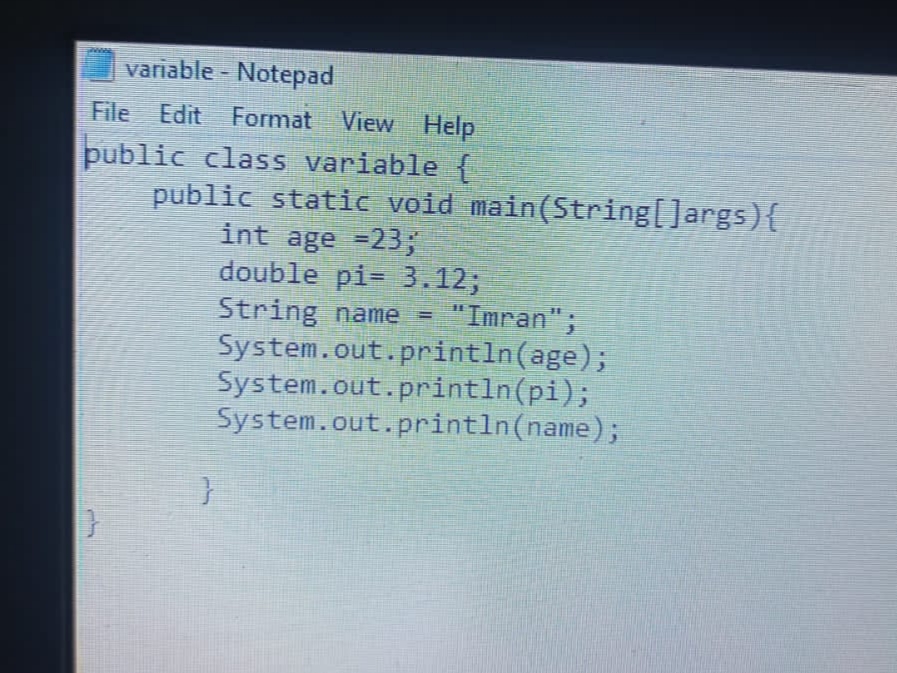 variable - Notepad
File Edit Format View Help
public class variable {
    public static void main(String[]args){
        int age =23;
        double pi= 3.12;
        String name = "Imran";
        System.out.println(age);
        System.out.println(pi);
        System.out.println(name);
       }
}